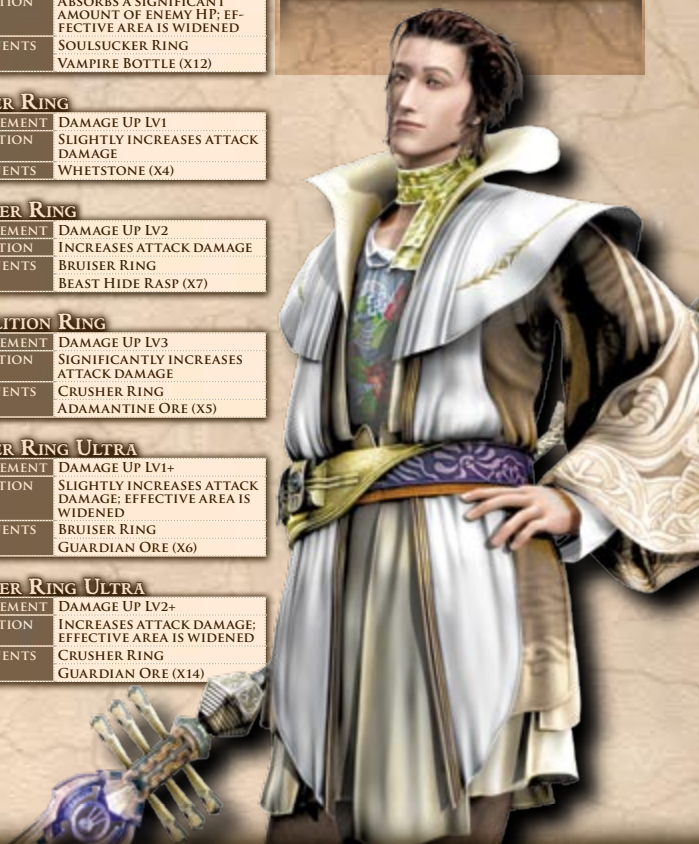 TION
ABSORBS A SIGNIFICANT
AMOUNT OF ENEMY HP; EF-
FECTIVE AREA IS WIDENED
ENTS SOULSUCKER RING
VAMPIRE BOTTLE (X12)
ER RING
EMENT DAMAGE UP LV1
TION SLIGHTLY INCREASES ATTACK
DAMAGE
ENTS WHETSTONE (X4)
ER RING
EMENT DAMAGE UP LV2
TION INCREASES ATTACK DAMAGE
ENTS BRUISER RING
BEAST HIDE RASP (X7)
LITION RING
EMENT DAMAGE UP LV3
TION SIGNIFICANTLY INCREASES
ATTACK DAMAGE
ENTS CRUSHER RING
ADAMANTINE ORE (X5)
ER RING ULTRA
EMENT DAMAGE UP LV1+
TION SLIGHTLY INCREASES ATTACK
DAMAGE; EFFECTIVE AREA IS
WIDENED
ENTS BRUISER RING
GUARDIAN ORE (X6)
ER RING ULTRA
EMENT DAMAGE UP LV2+
TION INCREASES ATTACK DAMAGE;
EFFECTIVE AREA IS WIDENED
ENTS CRUSHER RING
GUARDIAN ORE (X14)